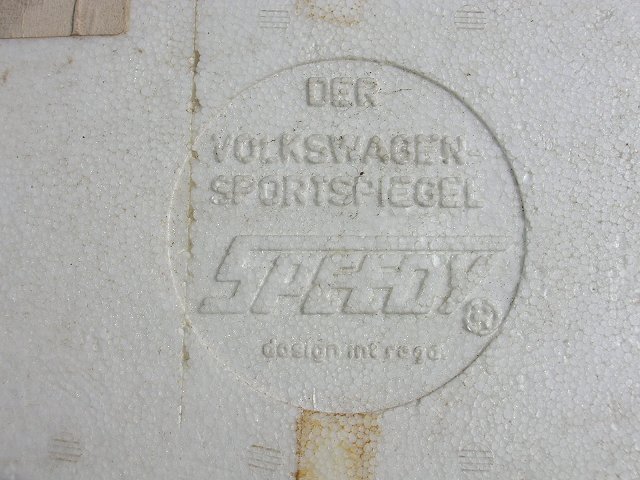 DER
VOLKSWAGEN-
SPORTSPIEGEL
SPEEDY
design int'regd.